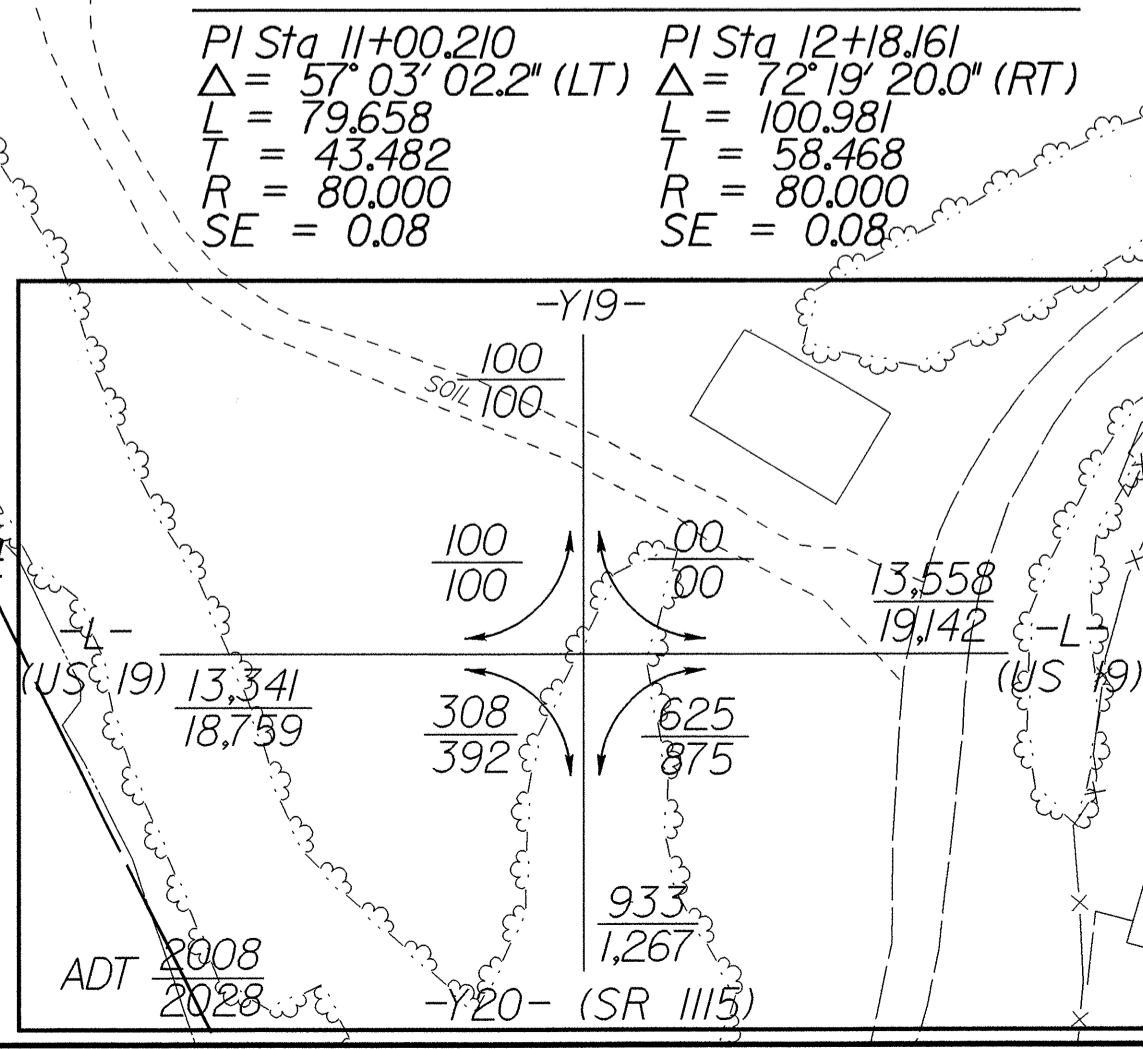 PI Sta 11+00.210 PI Sta 12+18.161
Δ = 57° 03' 02.2" (LT) Δ = 72° 19' 20.0" (RT)
L = 79.658 L = 100.981
T = 43.482 T = 58.468
R = 80.000 R = 80.000
SE = 0.08 SE = 0.08
-Y19-
100
SOIL 100
100 00
100 00
13,558
19,142
-L- -L-
(US 19) (US 19)
13,341
18,759
308 625
392 875
933
1,267
ADT 2008
2028
-Y20- (SR 1115)